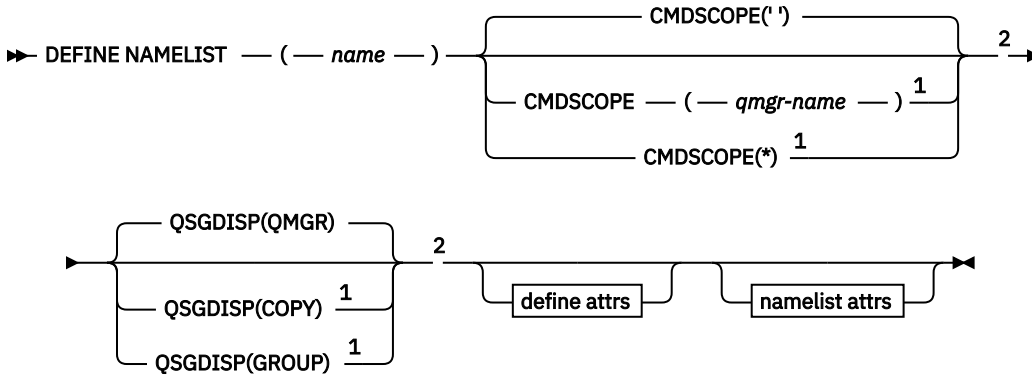 CMDSCOPE(' ')
DEFINE NAMELIST ( name ) 2
CMDSCOPE ( qmgr-name ) 1
CMDSCOPE(*) 1
QSGDISP(QMGR)
2
QSGDISP(COPY) 1
define attrs namelist attrs
QSGDISP(GROUP) 1